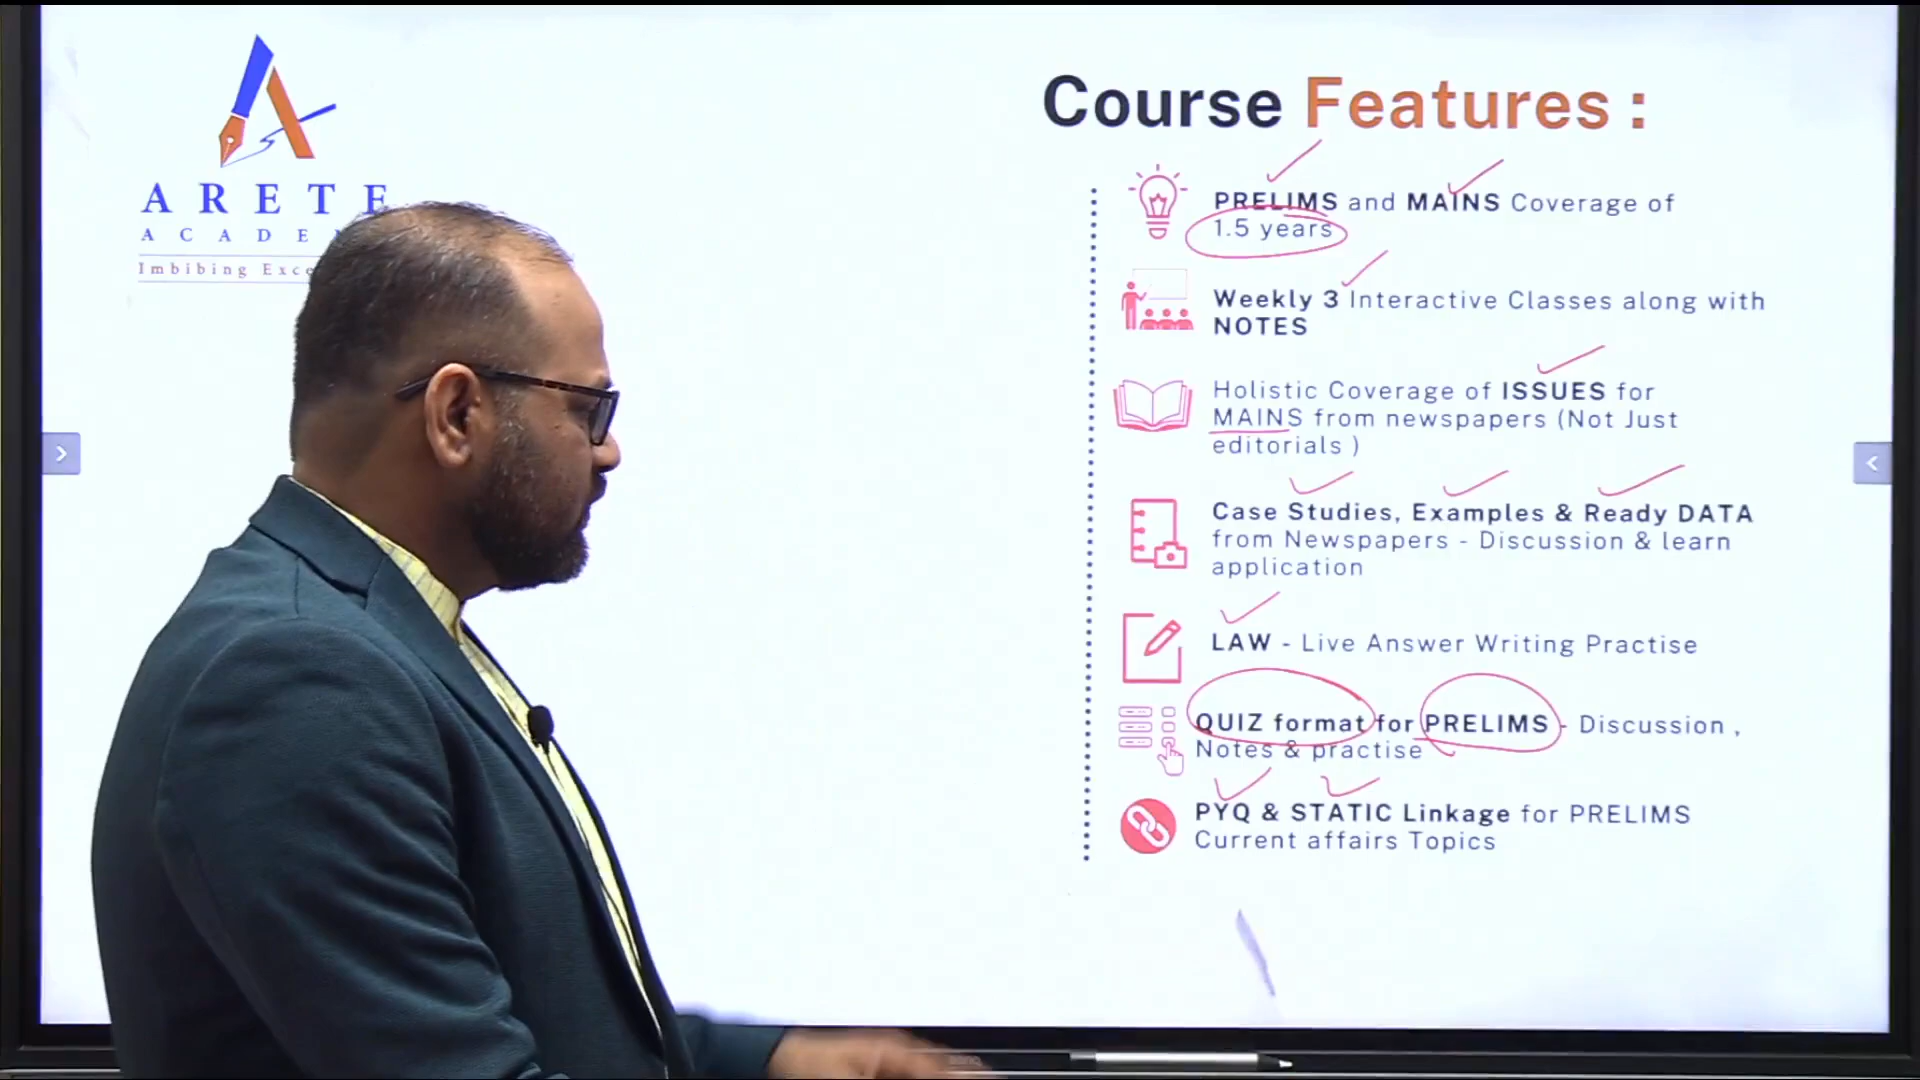 ARETE
ACADE
Imbibing Exce
Course Features :
PRELIMS and MAINS Coverage of
1.5 years
Weekly 3 Interactive Classes along with
NOTES
Holistic Coverage of ISSUES for
MAINS from newspapers (Not Just
editorials )
Case Studies, Examples & Ready DATA
from Newspapers - Discussion & learn
application
LAW - Live Answer Writing Practise
QUIZ format for PRELIMS - Discussion ,
Notes & practise
PYQ & STATIC Linkage for PRELIMS
Current affairs Topics